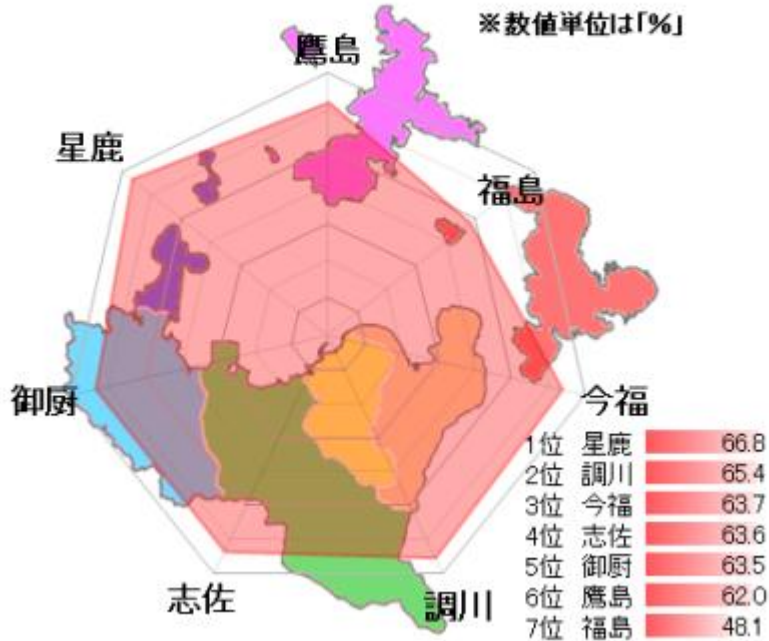 ※数値単位は「%」
鷹島
星鹿
福島
御厨
今福
志佐
調川
1位 星鹿 66.8
2位 調川 65.4
3位 今福 63.7
4位 志佐 63.6
5位 御厨 63.5
6位 鷹島 62.0
7位 福島 48.1